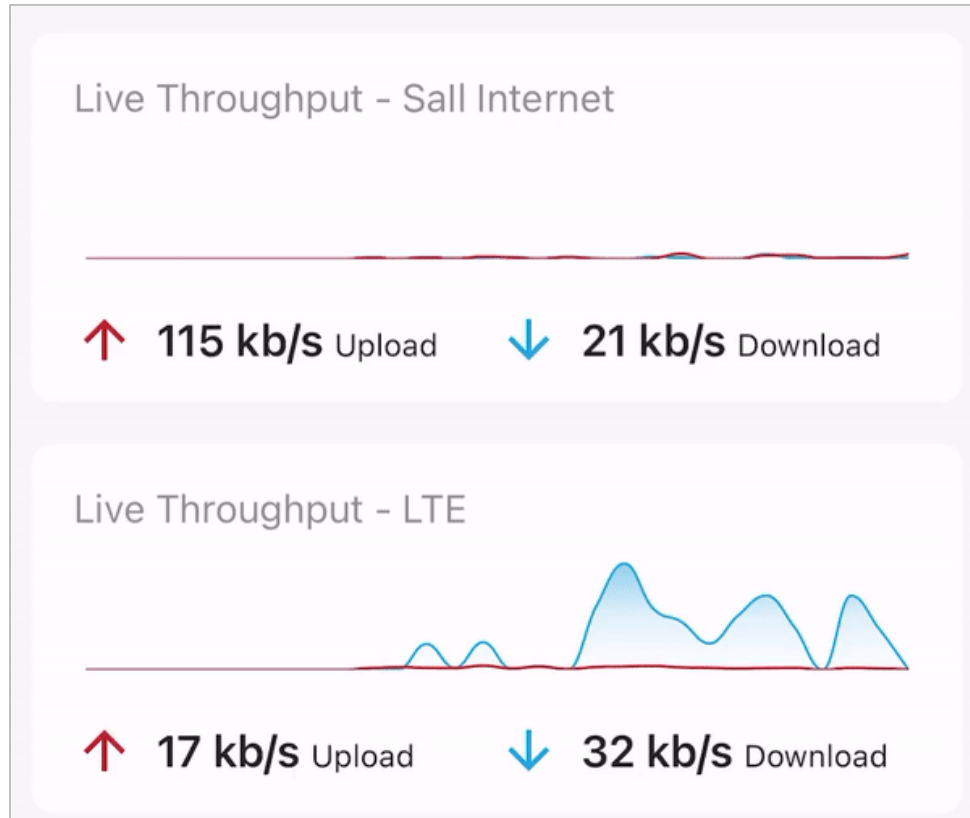 Live Throughput - Sall Internet
115 kb/s Upload 21 kb/s Download
Live Throughput - LTE
17 kb/s Upload 32 kb/s Download